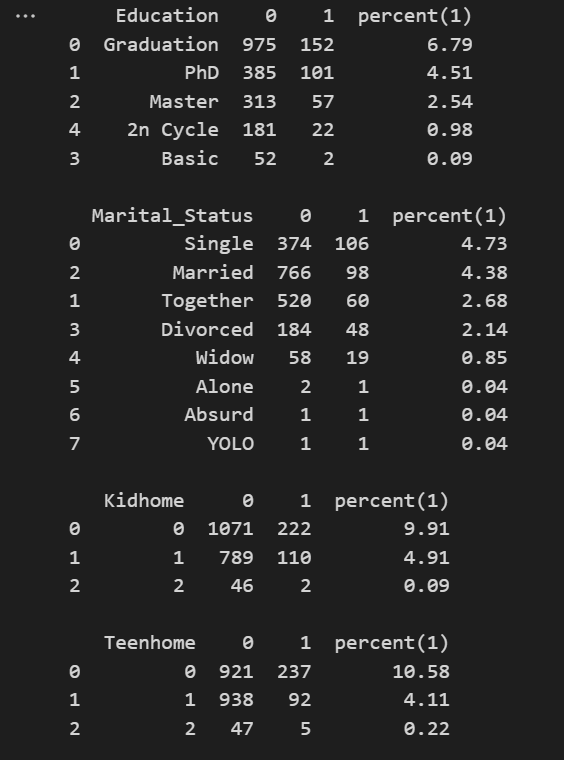 ...
Education 0 1 percent(1)
0 Graduation 975 152 6.79
1 PhD 385 101 4.51
2 Master 313 57 2.54
4 2n Cycle 181 22 0.98
3 Basic 52 2 0.09
Marital_Status 0 1 percent(1)
0 Single 374 106 4.73
2 Married 766 98 4.38
1 Together 520 60 2.68
3 Divorced 184 48 2.14
4 Widow 58 19 0.85
5 Alone 2 1 0.04
6 Absurd 1 1 0.04
7 YOLO 1 1 0.04
Kidhome 0 1 percent(1)
0 0 1071 222 9.91
1 1 789 110 4.91
2 2 46 2 0.09
Teenhome 0 1 percent(1)
0 0 921 237 10.58
1 1 938 92 4.11
2 2 47 5 0.22